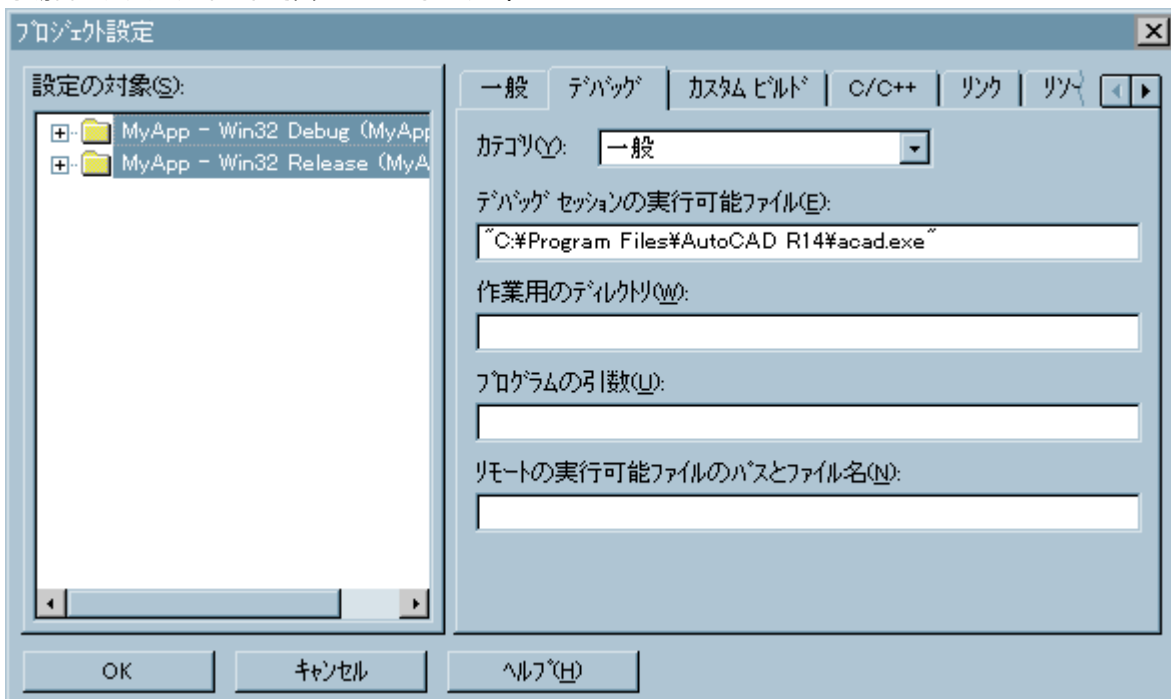 ﾌﾟﾛｼﾞｪｸﾄ設定
設定の対象(S):
MyApp - Win32 Debug (MyApp
MyApp - Win32 Release (MyA
一般 ﾃﾞﾊﾞｯｸﾞ ｶｽﾀﾑ ﾋﾞﾙﾄﾞ C/C++ ﾘﾝｸ ﾘｿｰ
ｶﾃｺﾞﾘ(Y): 一般
ﾃﾞﾊﾞｯｸﾞ ｾｯｼｮﾝの実行可能ﾌｧｲﾙ(E):
"C:¥Program Files¥AutoCAD R14¥acad.exe"
作業用のﾃﾞｨﾚｸﾄﾘ(W):
ﾌﾟﾛｸﾞﾗﾑの引数(U):
ﾘﾓｰﾄの実行可能ﾌｧｲﾙのﾊﾟｽとﾌｧｲﾙ名(N):
OK ｷｬﾝｾﾙ ﾍﾙﾌﾟ(H)